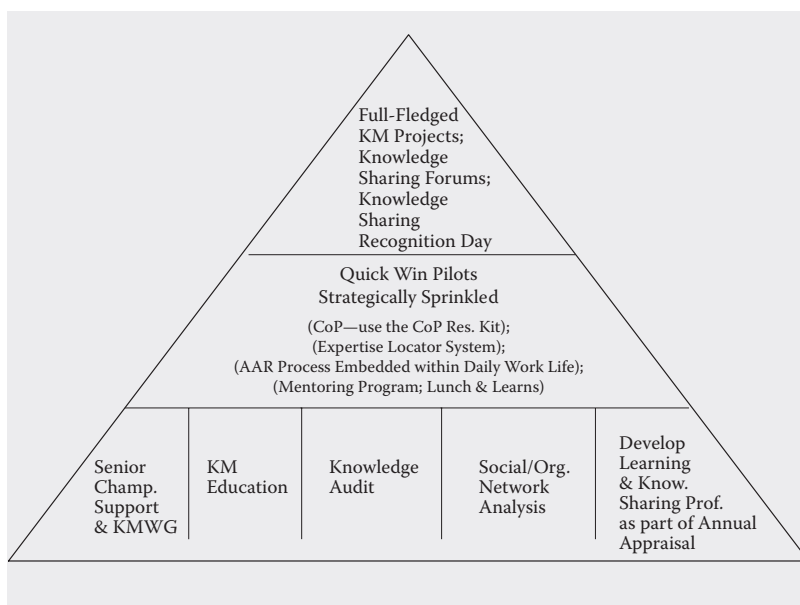 Full-Fledged
KM Projects;
Knowledge
Sharing Forums;
Knowledge
Sharing
Recognition Day
Quick Win Pilots
Strategically Sprinkled
(CoP—use the CoP Res. Kit);
(Expertise Locator System);
(AAR Process Embedded within Daily Work Life);
(Mentoring Program; Lunch & Learns)
Senior
Champ.
Support
& KMWG
KM
Education
Knowledge
Audit
Social/Org.
Network
Analysis
Develop
Learning
& Know.
Sharing Prof.
as part of Annual
Appraisal